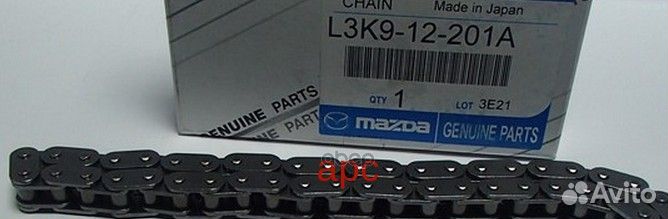 CHAIN Made in Japan
L3K9-12-201A
QTY 1 LOT 3E21
mazda GENUINE PARTS
GENUINE PARTS
apc
Avito